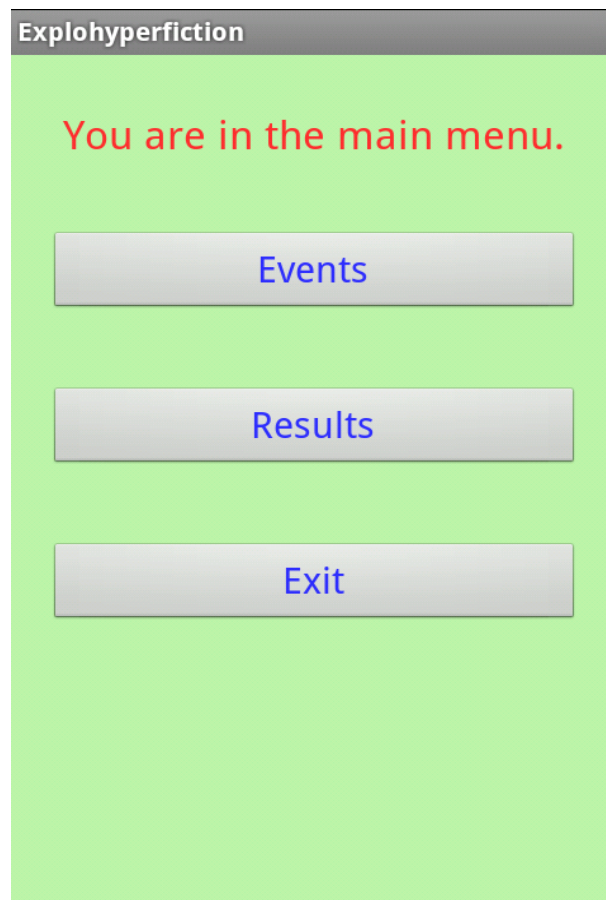 Explohyperfiction
You are in the main menu.
Events
Results
Exit